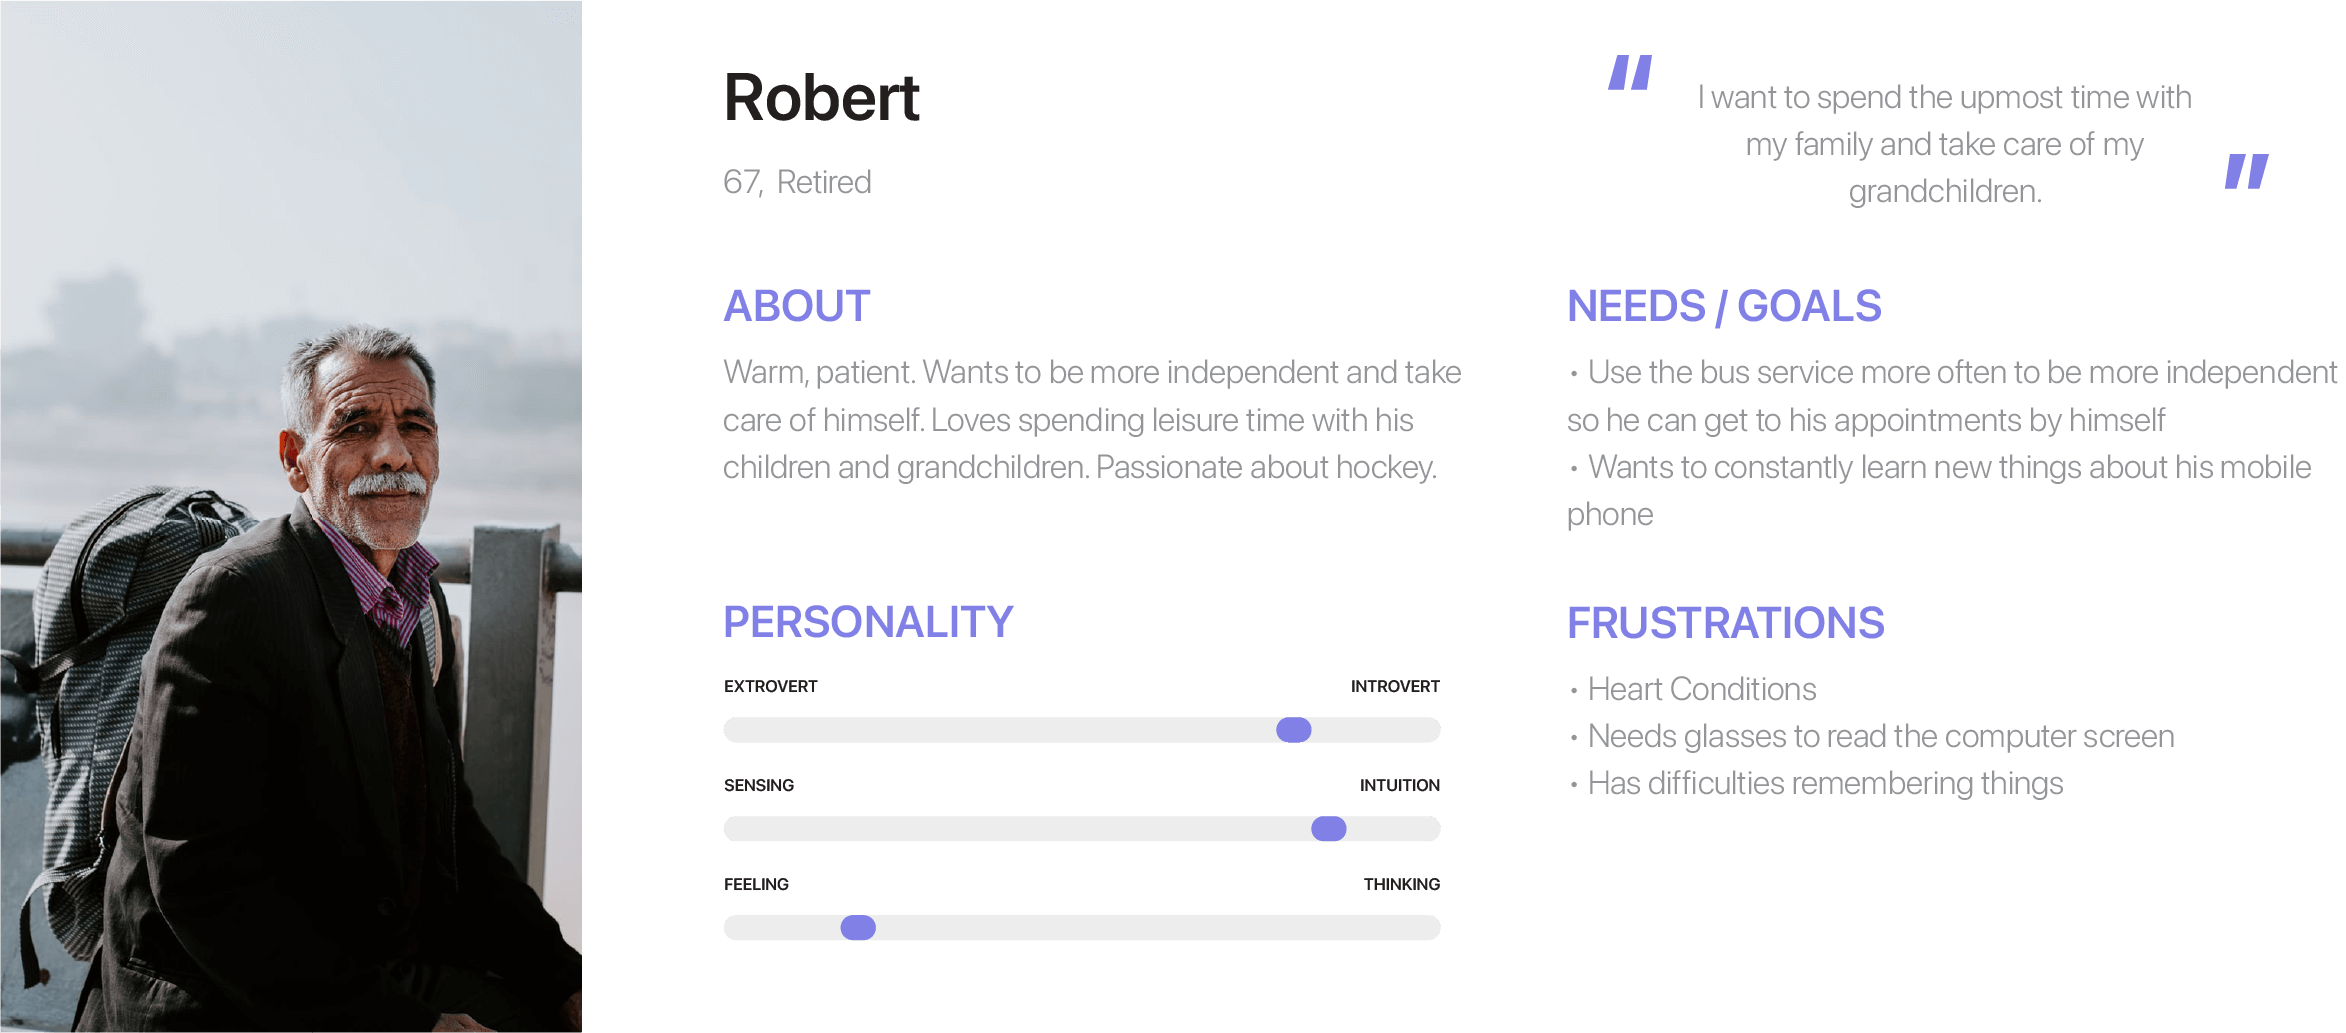 Robert
67, Retired
"
I want to spend the upmost time with
my family and take care of my
grandchildren.
"
ABOUT
Warm, patient. Wants to be more independent and take
care of himself. Loves spending leisure time with his
children and grandchildren. Passionate about hockey.
NEEDS / GOALS
• Use the bus service more often to be more independent
so he can get to his appointments by himself
• Wants to constantly learn new things about his mobile
phone
PERSONALITY
EXTROVERT INTROVERT
SENSING INTUITION
FEELING THINKING
FRUSTRATIONS
• Heart Conditions
• Needs glasses to read the computer screen
• Has difficulties remembering things